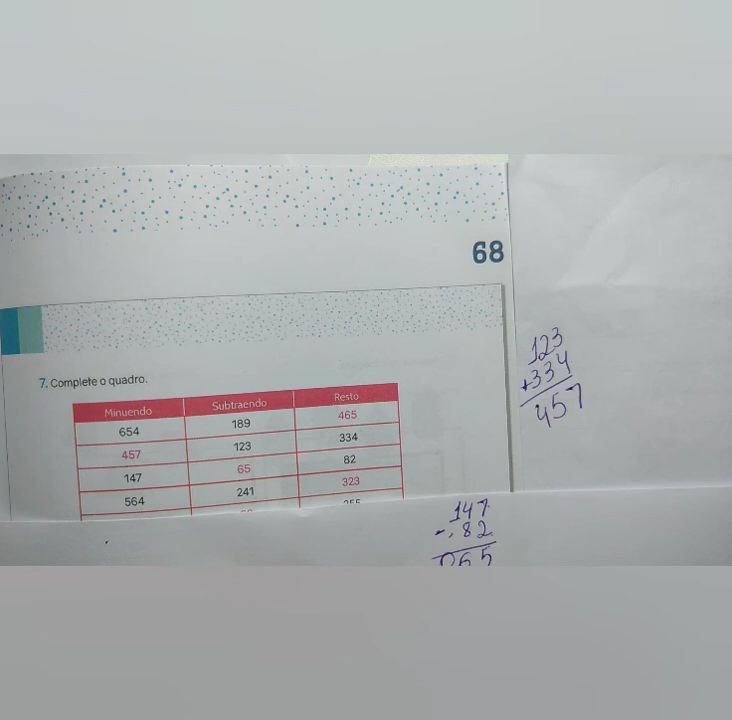 68
7. Complete o quadro.
Minuendo Subtraendo Resto
654 189 465
457 123 334
147 65 82
564 241 323
123
+334
457
147
- 82
065